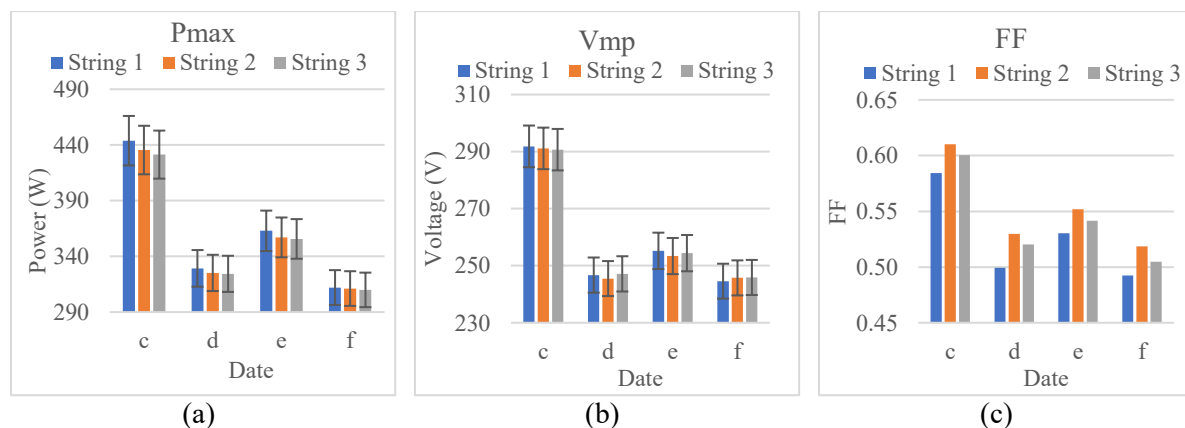 Pmax
String 1 String 2 String 3
490
440
390
340
290
Power (W)
c d e f
Date
(a)
Vmp
String 1 String 2 String 3
310
290
270
250
230
Voltage (V)
c d e f
Date
(b)
FF
String 1 String 2 String 3
0.65
0.60
0.55
0.50
0.45
FF
c d e f
Date
(c)